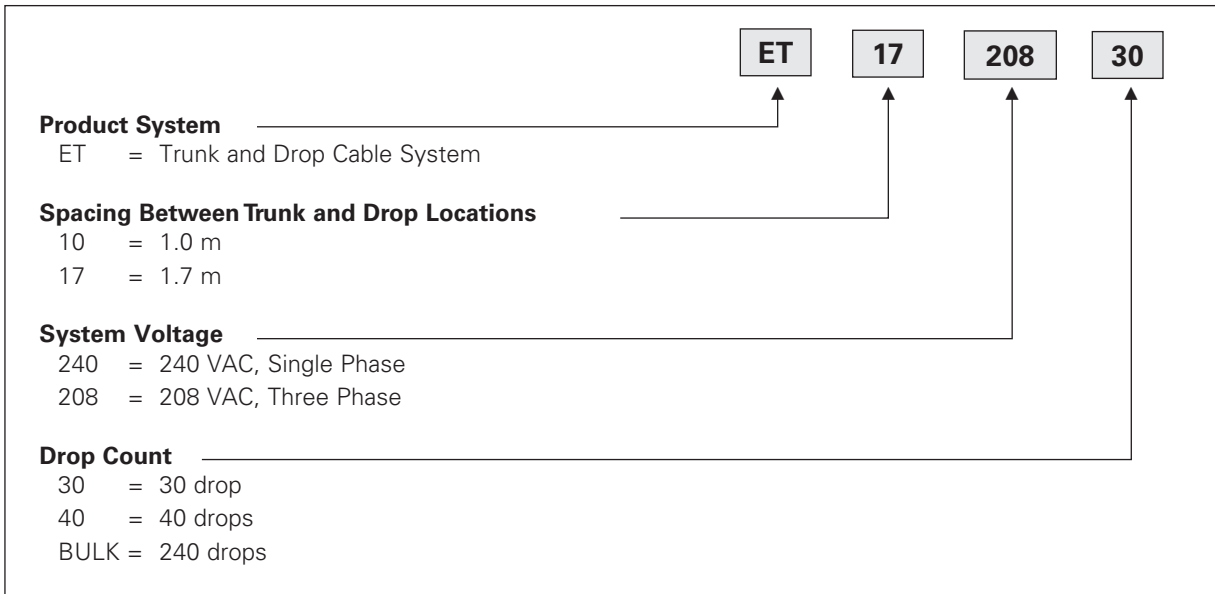 ET 17 208 30
Product System
ET = Trunk and Drop Cable System
Spacing Between Trunk and Drop Locations
10 = 1.0 m
17 = 1.7 m
System Voltage
240 = 240 VAC, Single Phase
208 = 208 VAC, Three Phase
Drop Count
30 = 30 drop
40 = 40 drops
BULK = 240 drops